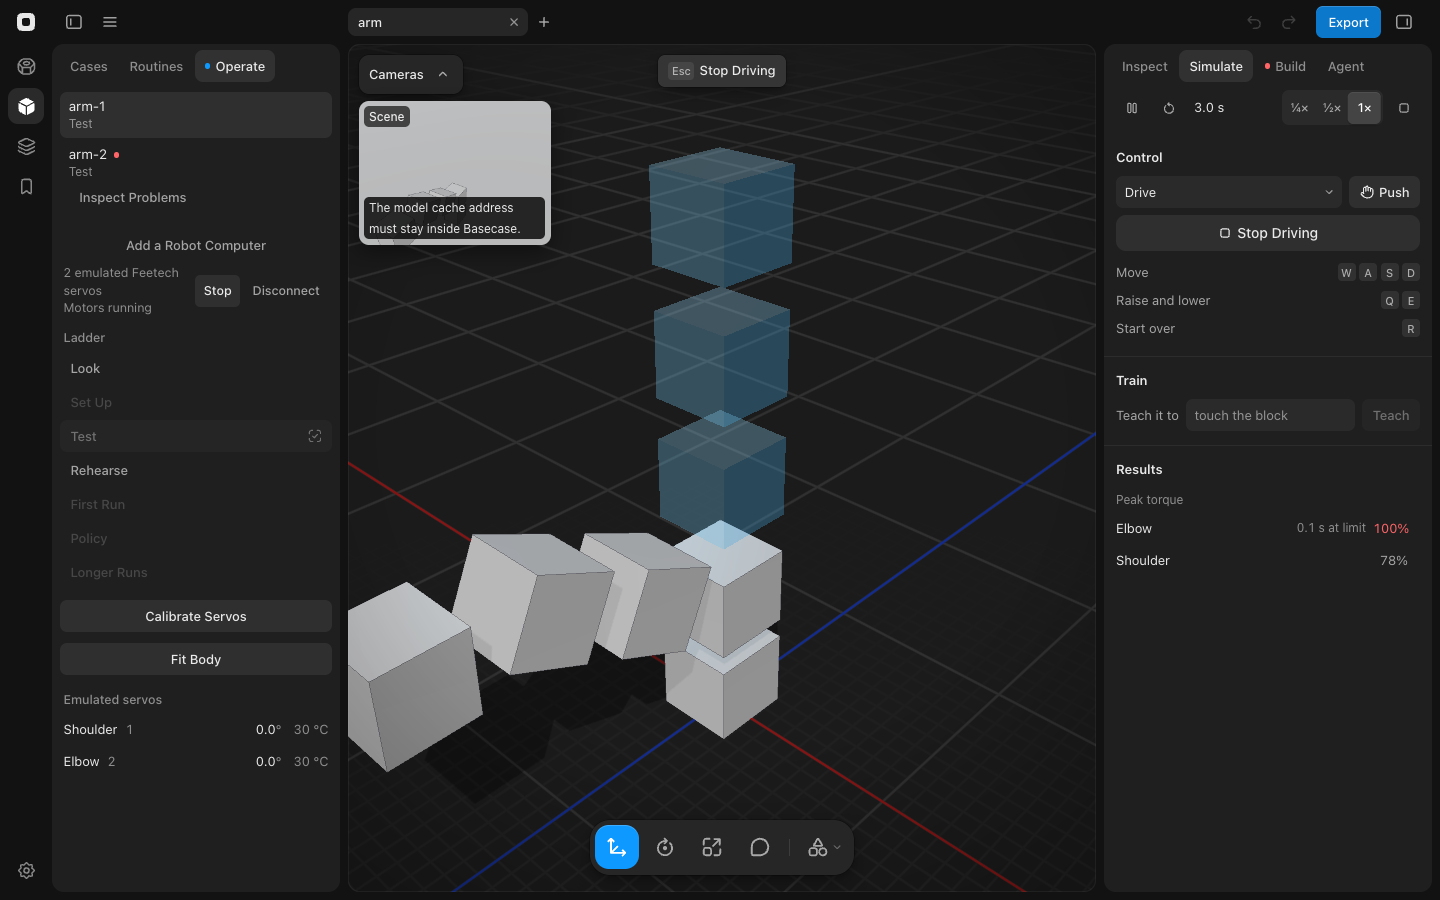 arm
Export
Cases Routines Operate
arm-1
Test
arm-2
Test
Inspect Problems
Add a Robot Computer
2 emulated Feetech
servos
Motors running
Stop Disconnect
Ladder
Look
Set Up
Test
Rehearse
First Run
Policy
Longer Runs
Calibrate Servos
Fit Body
Emulated servos
Shoulder 1 0.0° 30 °C
Elbow 2 0.0° 30 °C
Cameras
Esc Stop Driving
Scene
The model cache address
must stay inside Basecase.
Inspect Simulate Build Agent
3.0 s ¼× ½× 1×
Control
Drive Push
Stop Driving
Move W A S D
Raise and lower Q E
Start over R
Train
Teach it to touch the block Teach
Results
Peak torque
Elbow 0.1 s at limit 100%
Shoulder 78%